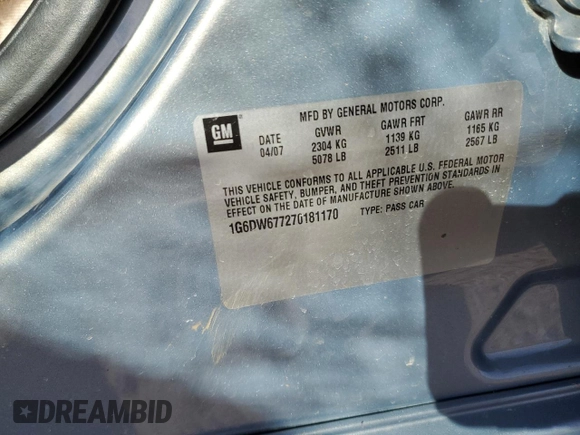 MFD BY GENERAL MOTORS CORP.
GM
DATE GVWR GAWR FRT GAWR RR
04/07 2304 KG 1139 KG 1165 KG
5078 LB 2511 LB 2567 LB
THIS VEHICLE CONFORMS TO ALL APPLICABLE U.S. FEDERAL MOTOR
VEHICLE SAFETY, BUMPER, AND THEFT PREVENTION STANDARDS IN
EFFECT ON THE DATE OF MANUFACTURE SHOWN ABOVE.
1G6DW677270181170 TYPE: PASS CAR
DREAMBID